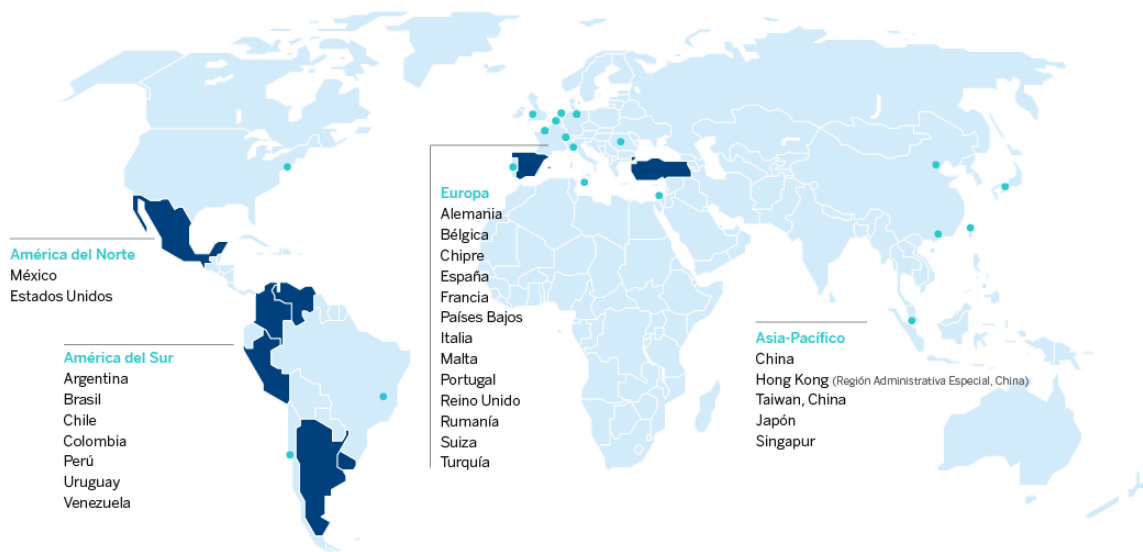 América del Norte
México
Estados Unidos
América del Sur
Argentina
Brasil
Chile
Colombia
Perú
Uruguay
Venezuela
Europa
Alemania
Bélgica
Chipre
España
Francia
Países Bajos
Italia
Malta
Portugal
Reino Unido
Rumanía
Suiza
Turquía
Asia-Pacífico
China
Hong Kong (Región Administrativa Especial, China)
Taiwan, China
Japón
Singapur